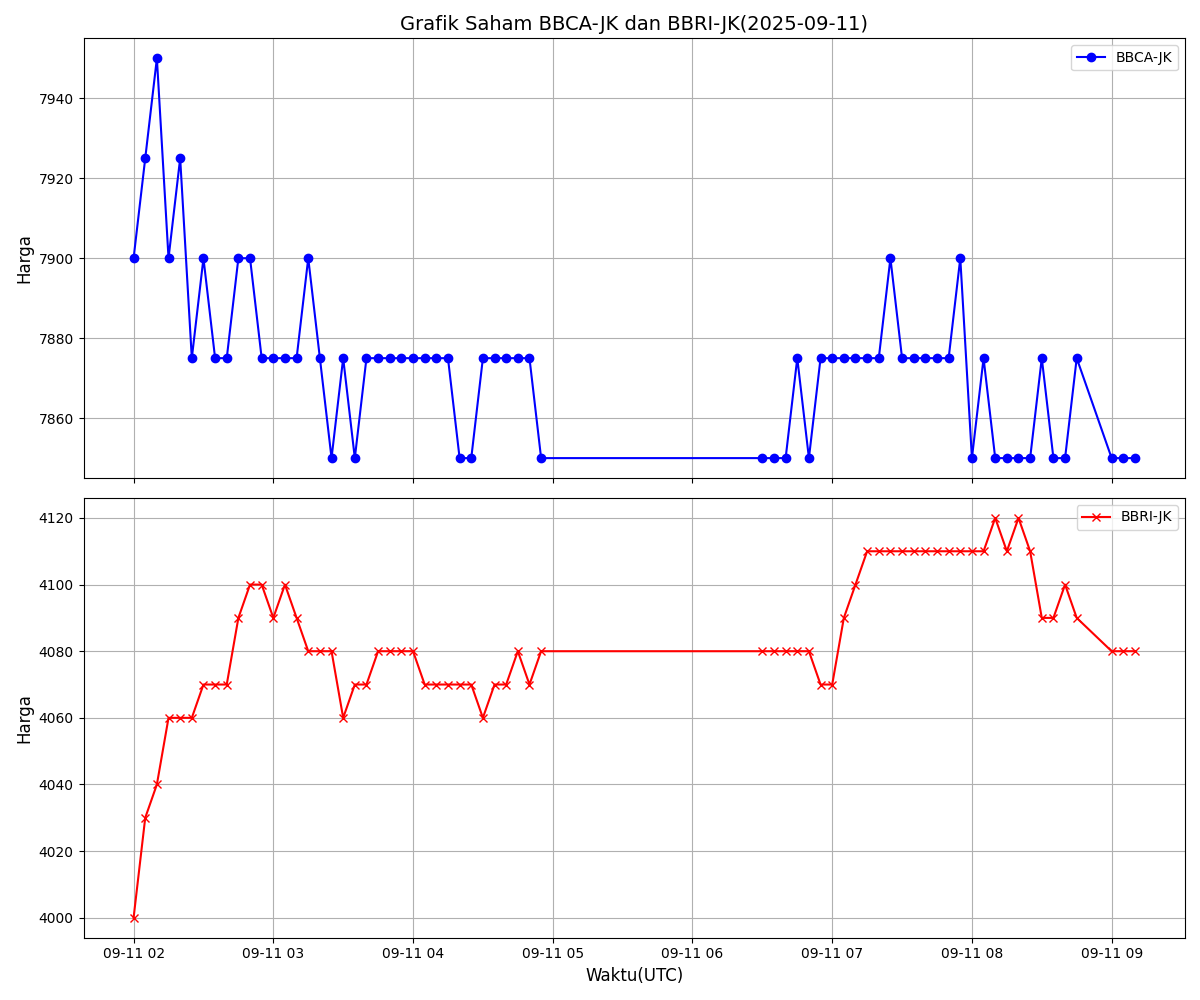 Grafik Saham BBCA-JK dan BBRI-JK(2025-09-11)
BBCA-JK
7940
7920
7900
7880
7860
Harga
BBRI-JK
4120
4100
4080
4060
4040
4020
4000
Harga
09-11 02 09-11 03 09-11 04 09-11 05 09-11 06 09-11 07 09-11 08 09-11 09
Waktu(UTC)